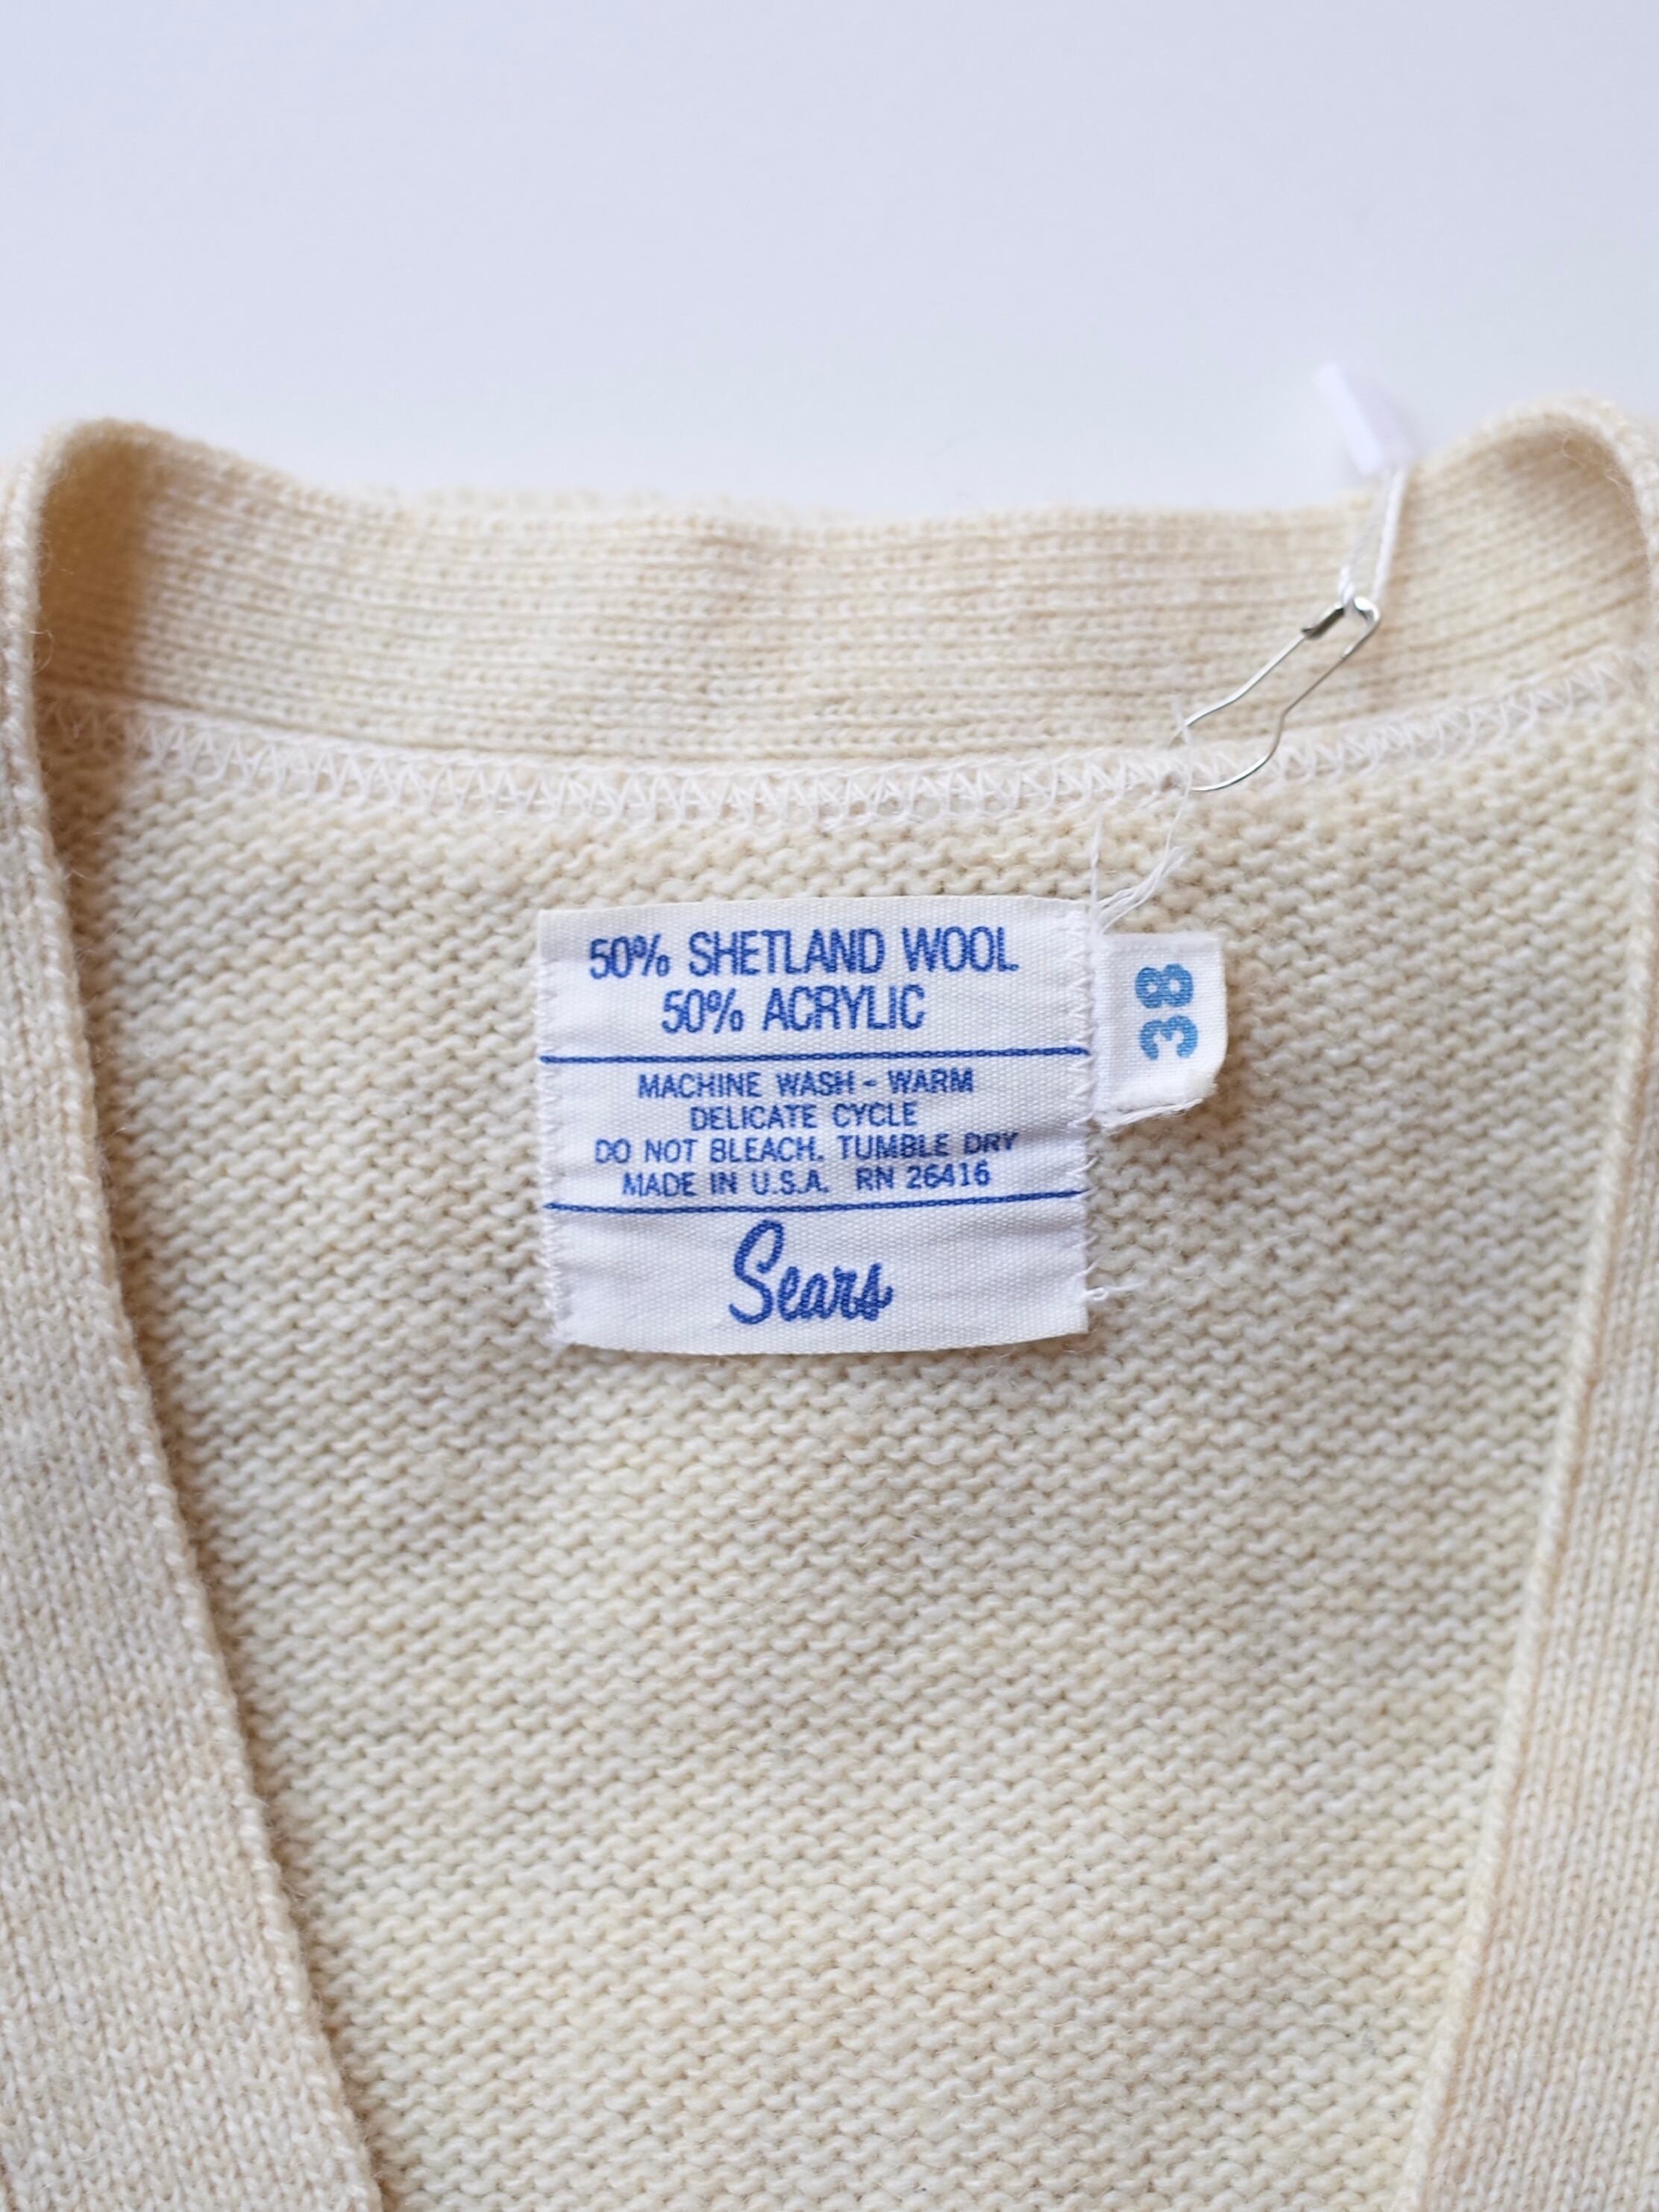 50% SHETLAND WOOL
50% ACRYLIC
MACHINE WASH - WARM
DELICATE CYCLE
DO NOT BLEACH. TUMBLE DRY
MADE IN U.S.A. RN 26416
Sears
38